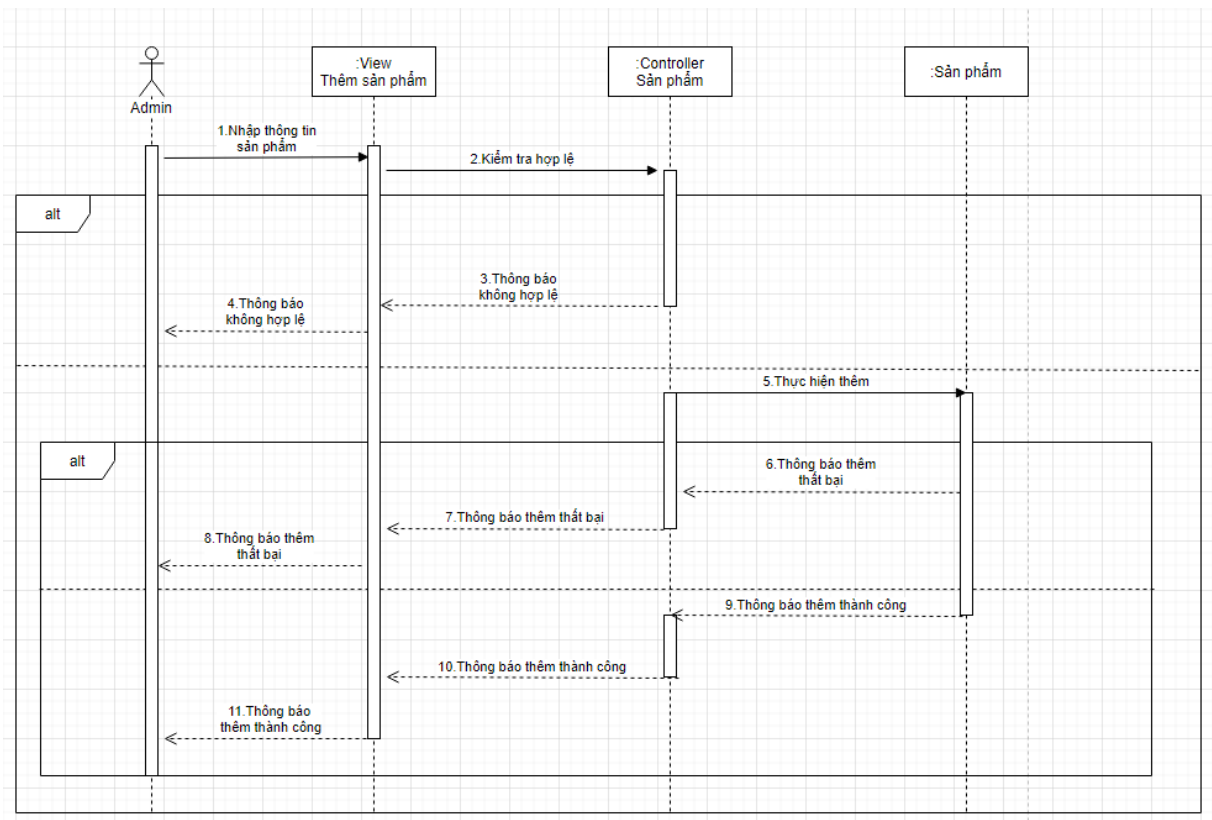 :View
Thêm sản phẩm
:Controller
Sản phẩm
:Sản phẩm
Admin
1.Nhập thông tin
sản phẩm
2.Kiểm tra hợp lệ
alt
3.Thông báo
không hợp lệ
4.Thông báo
không hợp lệ
5.Thực hiện thêm
alt
6.Thông báo thêm
thất bại
7.Thông báo thêm thất bại
8.Thông báo thêm
thất bại
9.Thông báo thêm thành công
10.Thông báo thêm thành công
11.Thông báo
thêm thành công